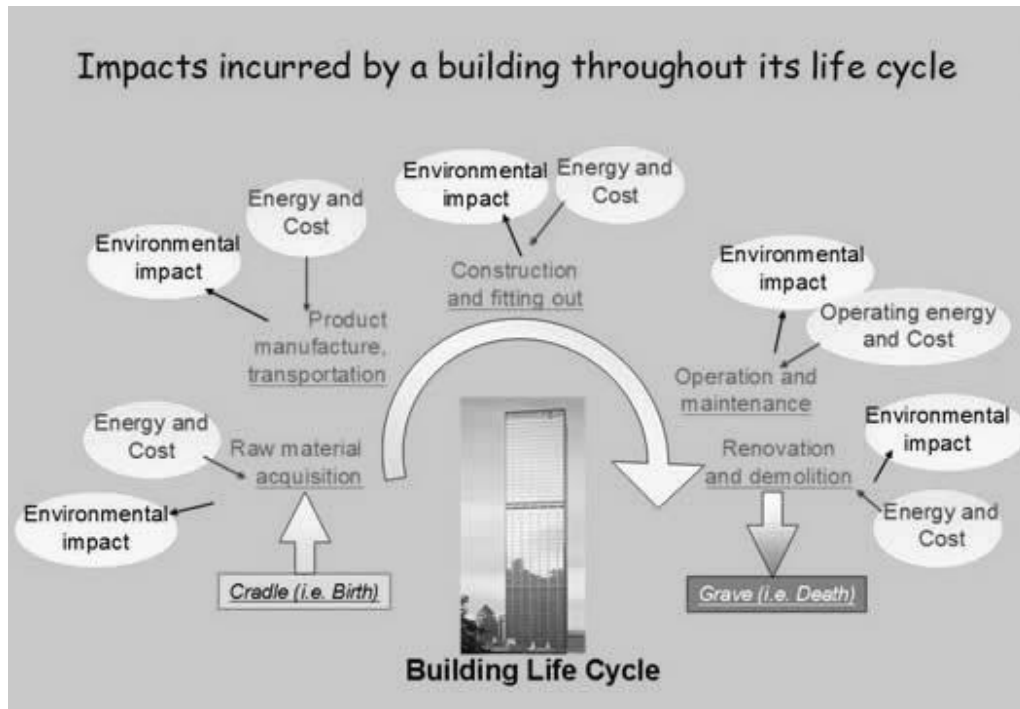 Impacts incurred by a building throughout its life cycle
Environmental
impact
Energy and
Cost
Energy and
Cost
Environmental
impact
Construction
and fitting out
Environmental
impact
Operating energy
and Cost
Product
manufacture,
transportation
Operation and
maintenance
Energy and
Cost
Raw material
acquisition
Environmental
impact
Renovation
and demolition
Environmental
impact
Energy and
Cost
Cradle (i.e. Birth)
Grave (i.e. Death)
Building Life Cycle